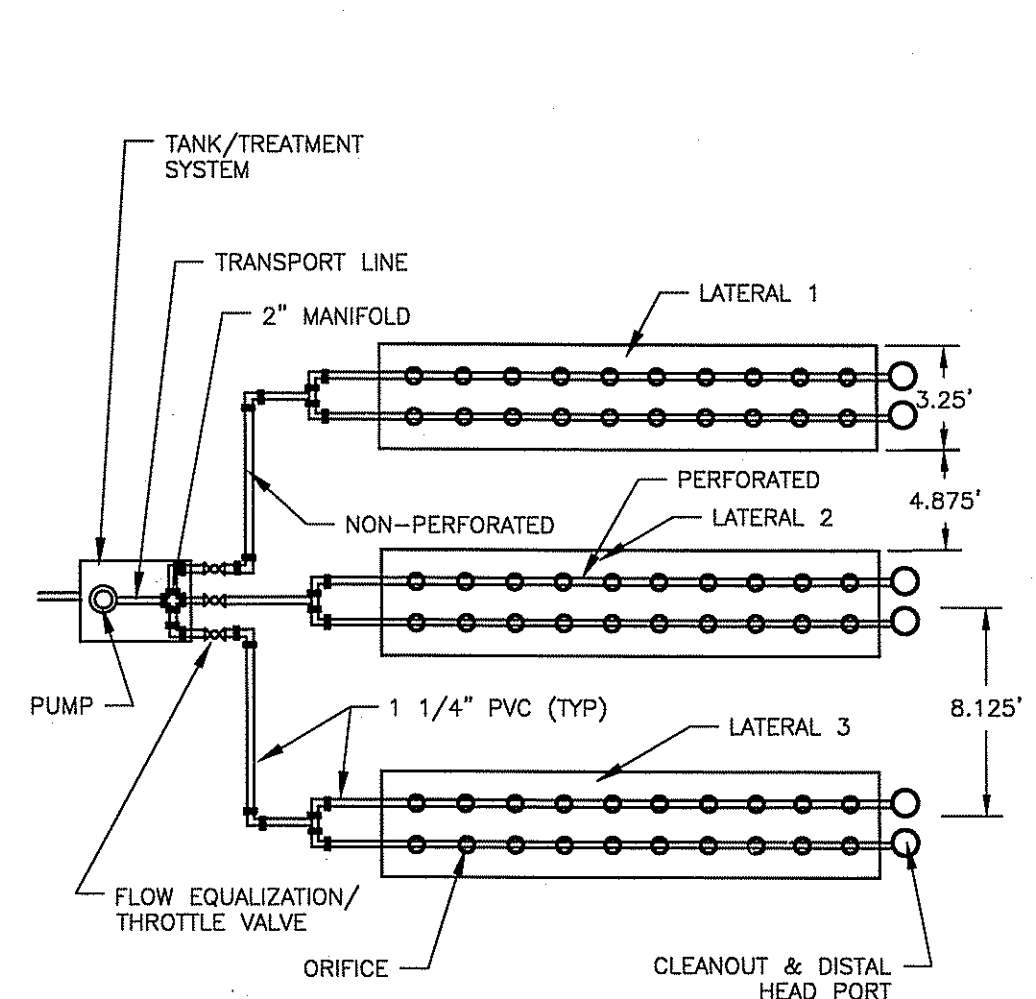 TANK/TREATMENT
SYSTEM
TRANSPORT LINE
2" MANIFOLD
LATERAL 1
3.25'
PERFORATED
4.875'
NON-PERFORATED
LATERAL 2
PUMP
1 1/4" PVC (TYP)
8.125'
LATERAL 3
FLOW EQUALIZATION/
THROTTLE VALVE
ORIFICE
CLEANOUT & DISTAL
HEAD PORT